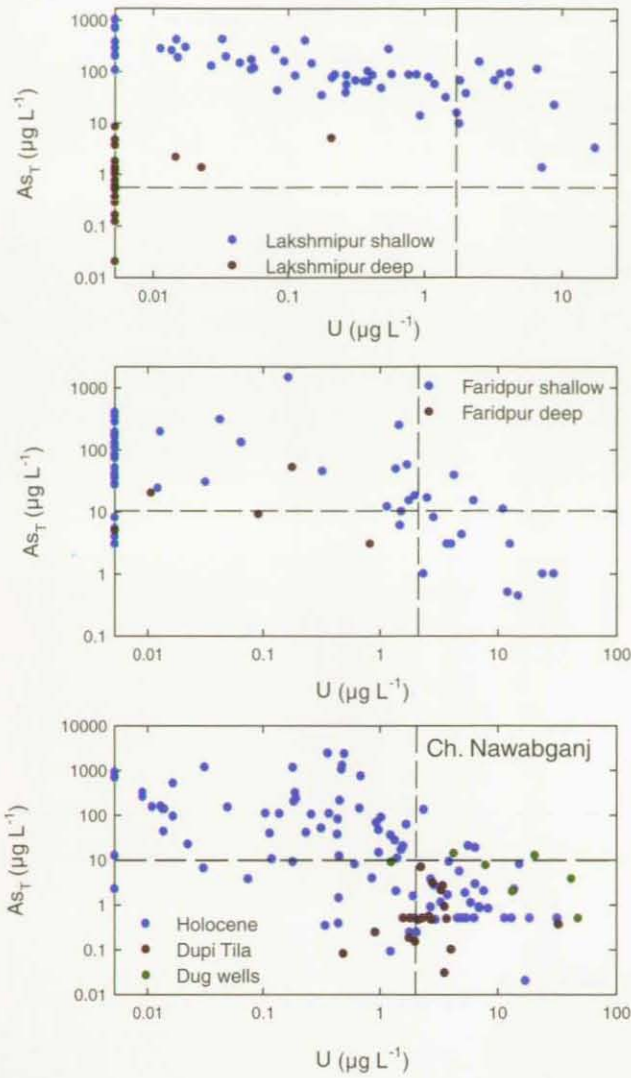 1000
100
10
1
0.1
0.01
As_T (µg L⁻¹)
Lakshmipur shallow
Lakshmipur deep
0.01 0.1 1 10
U (µg L⁻¹)
1000
100
10
1
0.1
As_T (µg L⁻¹)
Faridpur shallow
Faridpur deep
0.01 0.1 1 10 100
U (µg L⁻¹)
10000
1000
100
10
1
0.1
0.01
As_T (µg L⁻¹)
Ch. Nawabganj
Holocene
Dupi Tila
Dug wells
0.01 0.1 1 10 100
U (µg L⁻¹)